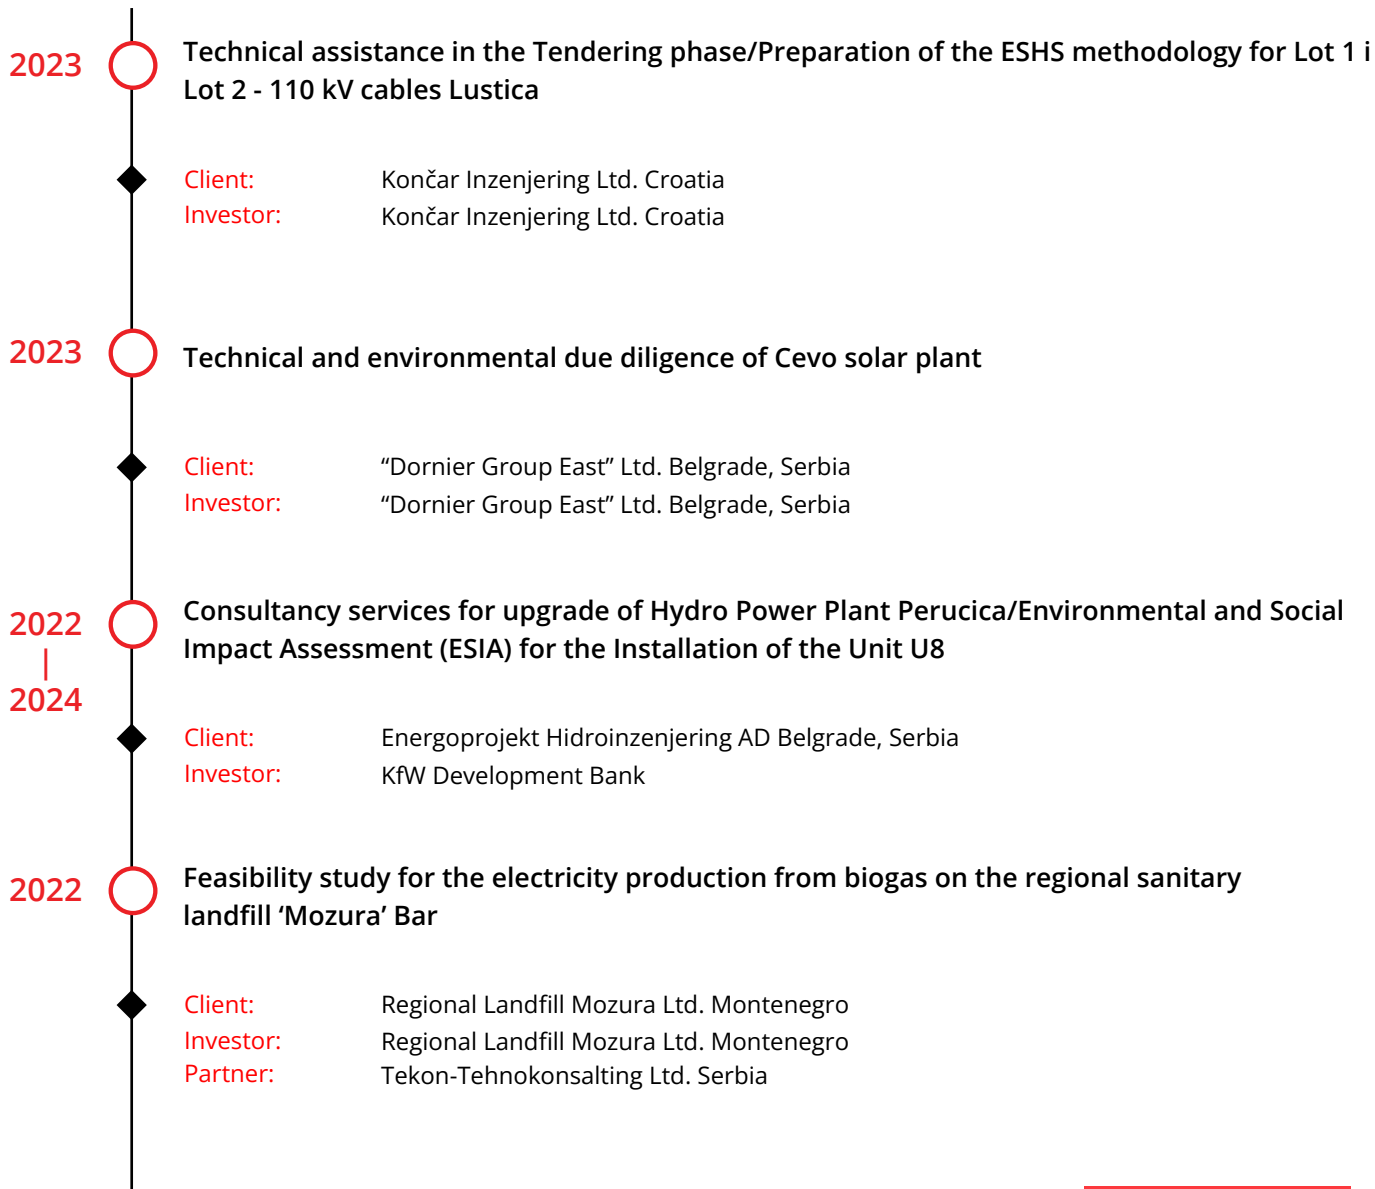 2023
Technical assistance in the Tendering phase/Preparation of the ESHS methodology for Lot 1 i
Lot 2 - 110 kV cables Lustica
Client: Končar Inzenjering Ltd. Croatia
Investor: Končar Inzenjering Ltd. Croatia
2023
Technical and environmental due diligence of Cevo solar plant
Client: “Dornier Group East” Ltd. Belgrade, Serbia
Investor: “Dornier Group East” Ltd. Belgrade, Serbia
2022
|
2024
Consultancy services for upgrade of Hydro Power Plant Perucica/Environmental and Social
Impact Assessment (ESIA) for the Installation of the Unit U8
Client: Energoprojekt Hidroinzenjering AD Belgrade, Serbia
Investor: KfW Development Bank
2022
Feasibility study for the electricity production from biogas on the regional sanitary
landfill ‘Mozura’ Bar
Client: Regional Landfill Mozura Ltd. Montenegro
Investor: Regional Landfill Mozura Ltd. Montenegro
Partner: Tekon-Tehnokonsalting Ltd. Serbia